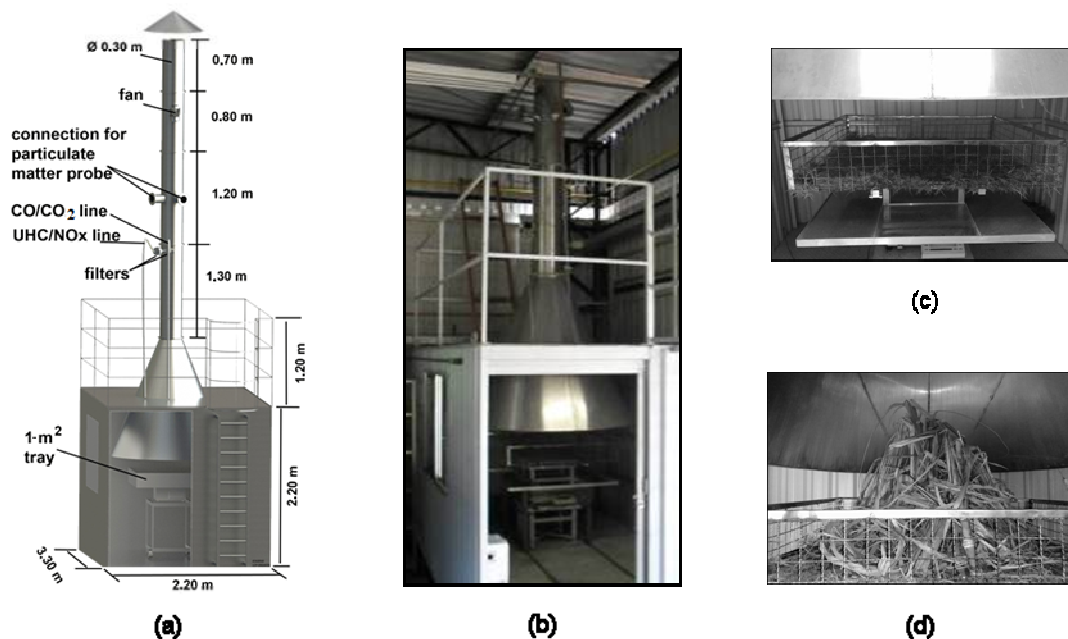 Ø 0.30 m
0.70 m
fan
0.80 m
connection for
particulate
matter probe
1.20 m
CO/CO₂ line
UHC/NOx line
filters
1.30 m
1.20 m
1-m²
tray
2.20 m
3.30 m
2.20 m
(a)
(b)
(c)
(d)